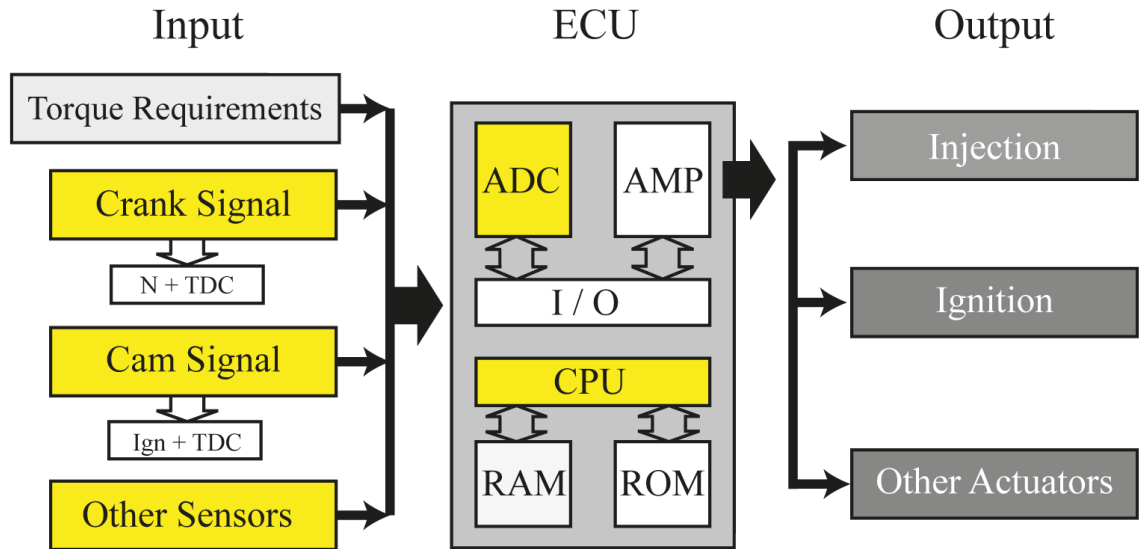 Input
ECU
Output
Torque Requirements
Crank Signal
N + TDC
Cam Signal
Ign + TDC
Other Sensors
ADC
AMP
I / O
CPU
RAM
ROM
Injection
Ignition
Other Actuators